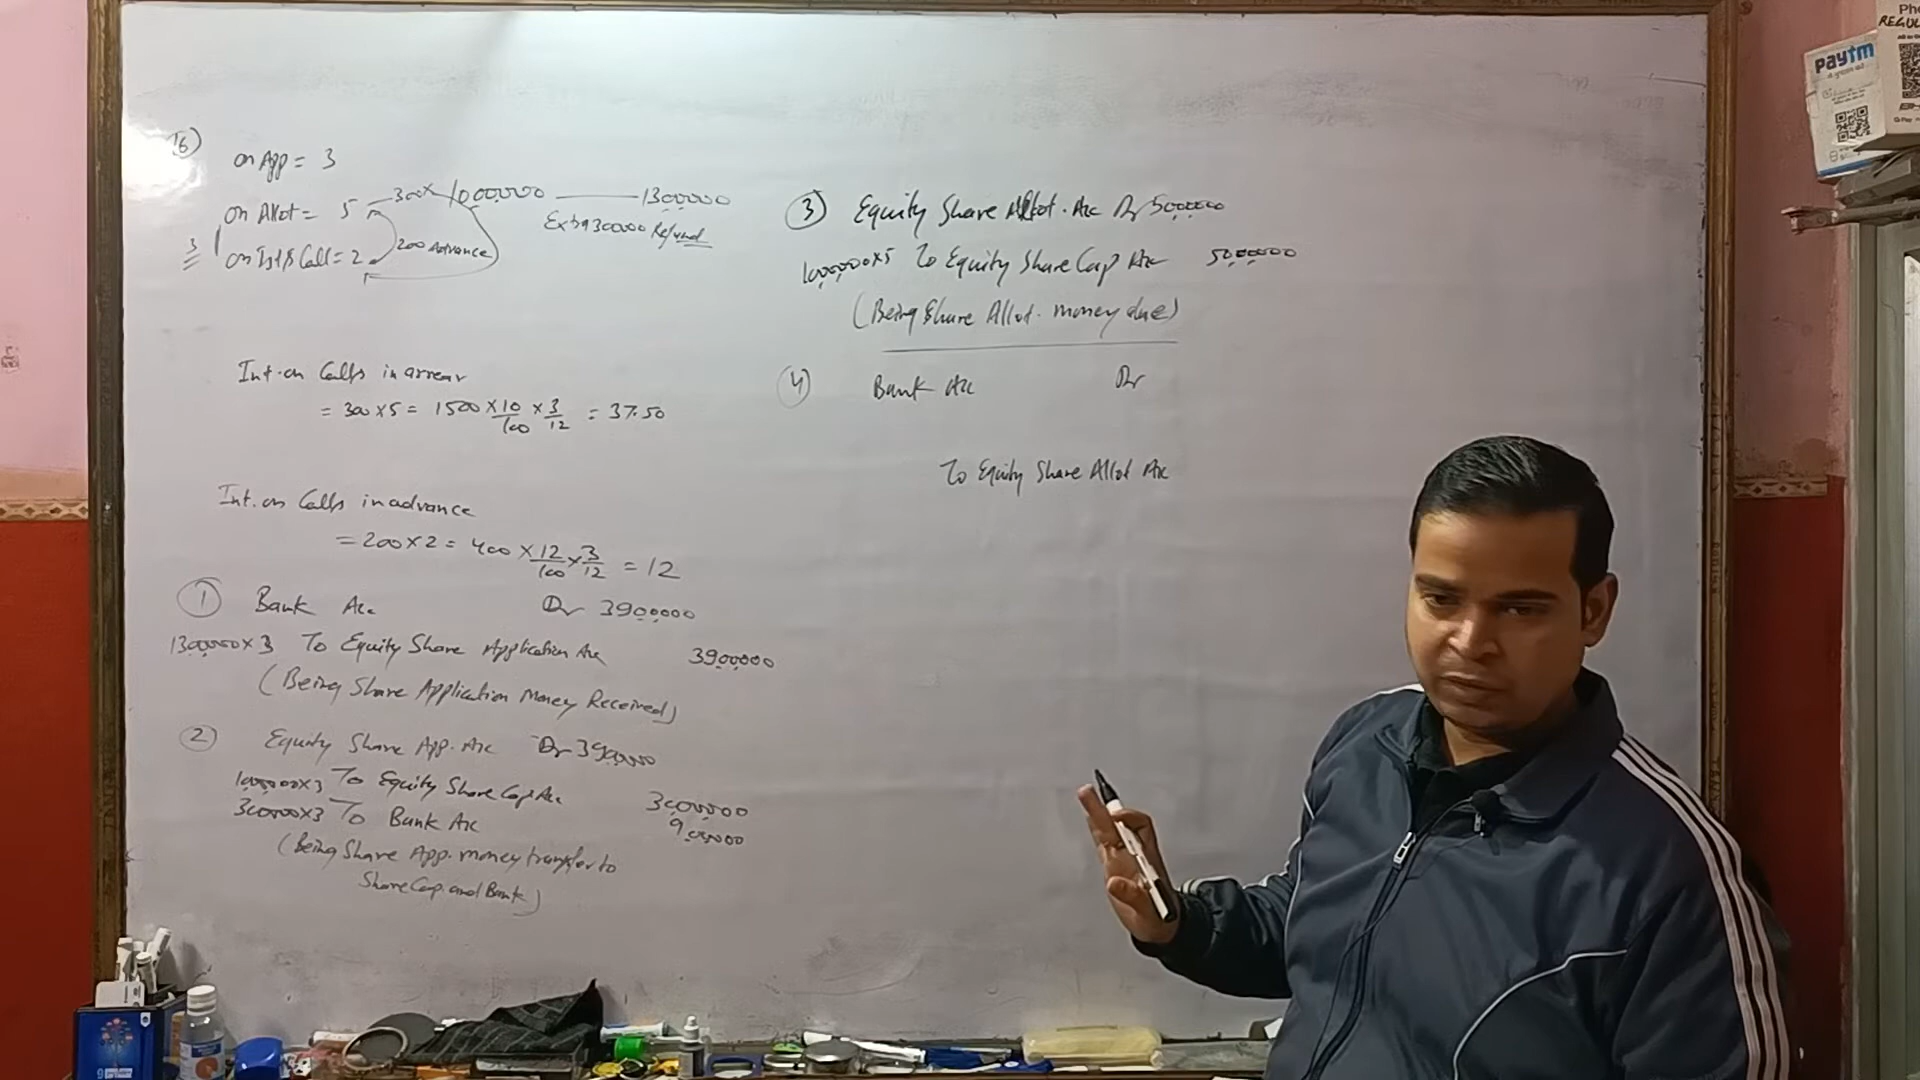 16)
on App = 3
on Allot = 5 300x 1000000 1300000
Extra 300000 Refund
3 on Ist & Call = 2 200 Advance
Int. on Calls in arrear
= 300 x 5 = 1500 x 10/100 x 3/12 = 37.50
Int. on Calls in advance
= 200 x 2 = 400 x 12/100 x 3/12 = 12
① Bank A/c Dr 3900000
1300000 x 3 To Equity Share Application A/c 3900000
(Being Share Application Money Received)
② Equity Share App. A/c Dr 3900000
1000000 x 3 To Equity Share Cap A/c 3000000
300000 x 3 To Bank A/c 900000
(Being Share App. money transfer to
Share Cap. and Bank)
③ Equity Share Allot. A/c Dr 5000000
1000000 x 5 To Equity Share Cap A/c 5000000
(Being Share Allot. money due)
④ Bank A/c Dr
To Equity Share Allot A/c
paytm
REGUL